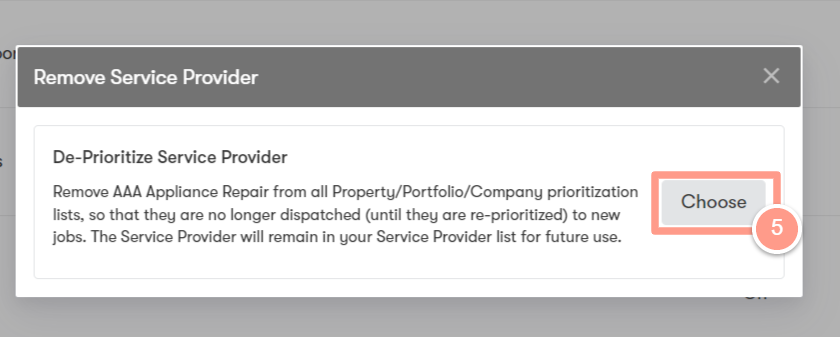 Remove Service Provider
De-Prioritize Service Provider
Remove AAA Appliance Repair from all Property/Portfolio/Company prioritization
lists, so that they are no longer dispatched (until they are re-prioritized) to new
jobs. The Service Provider will remain in your Service Provider list for future use.
Choose
5